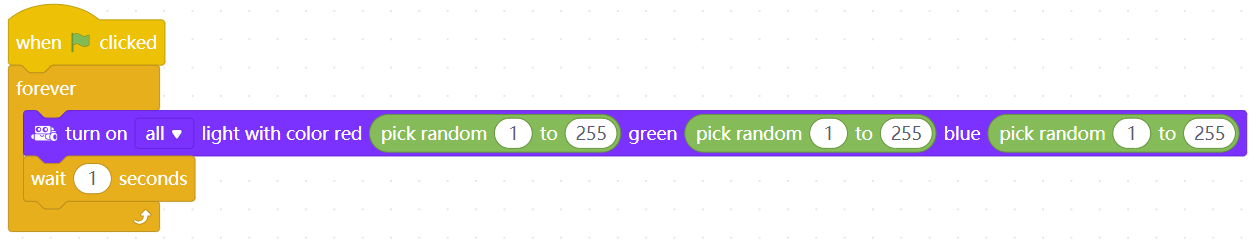 when clicked
forever
turn on all light with color red pick random 1 to 255 green pick random 1 to 255 blue pick random 1 to 255
wait 1 seconds